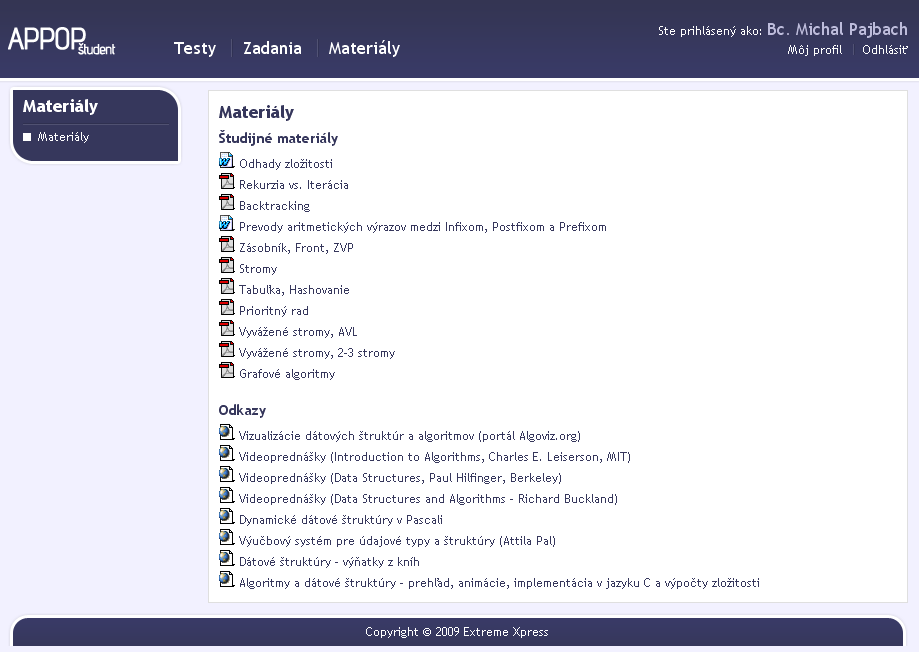 APPOP študent
Testy
Zadania
Materiály
Ste prihlásený ako: Bc. Michal Pajbach
Môj profil
Odhlásiť
Materiály
Materiály
Materiály
Študijné materiály
Odhady zložitosti
Rekurzia vs. Iterácia
Backtracking
Prevody aritmetických výrazov medzi Infixom, Postfixom a Prefixom
Zásobník, Front, ZVP
Stromy
Tabuľka, Hashovanie
Prioritný rad
Vyvážené stromy, AVL
Vyvážené stromy, 2-3 stromy
Grafové algoritmy
Odkazy
Vizualizácie dátových štruktúr a algoritmov (portál Algoviz.org)
Videoprednášky (Introduction to Algorithms, Charles E. Leiserson, MIT)
Videoprednášky (Data Structures, Paul Hilfinger, Berkeley)
Videoprednášky (Data Structures and Algorithms - Richard Buckland)
Dynamické dátové štruktúry v Pascali
Výučbový systém pre údajové typy a štruktúry (Attila Pal)
Dátové štruktúry - výňatky z kníh
Algoritmy a dátové štruktúry - prehľad, animácie, implementácia v jazyku C a výpočty zložitosti
Copyright © 2009 Extreme Xpress